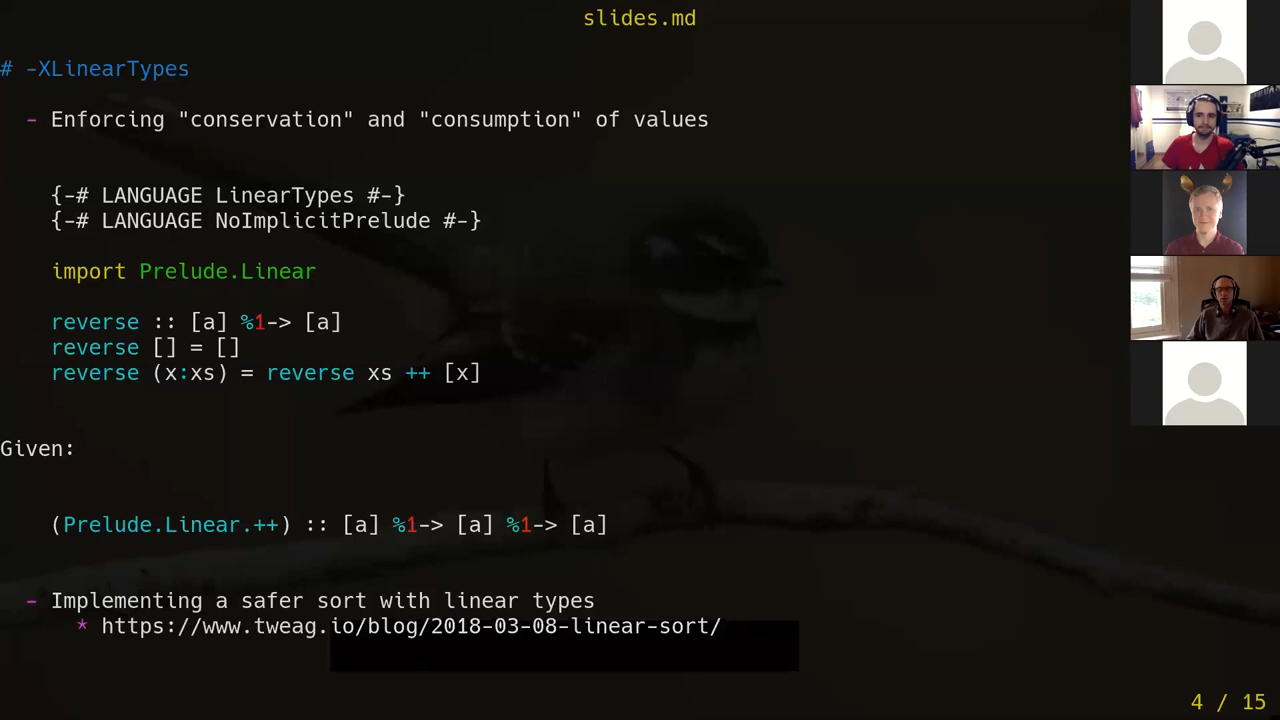 slides.md
# -XLinearTypes
- Enforcing "conservation" and "consumption" of values
{-# LANGUAGE LinearTypes #-}
{-# LANGUAGE NoImplicitPrelude #-}
import Prelude.Linear
reverse :: [a] %1-> [a]
reverse [] = []
reverse (x:xs) = reverse xs ++ [x]
Given:
(Prelude.Linear.++) :: [a] %1-> [a] %1-> [a]
- Implementing a safer sort with linear types
* https://www.tweag.io/blog/2018-03-08-linear-sort/
4 / 15